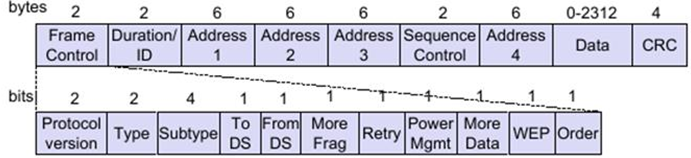 bytes 2 2 6 6 6 2 6 0-2312 4
Frame Control Duration/ ID Address 1 Address 2 Address 3 Sequence Control Address 4 Data CRC
bits 2 2 4 1 1 1 1 1 1 1 1
Protocol version Type Subtype To DS From DS More Frag Retry Power Mgmt More Data WEP Order